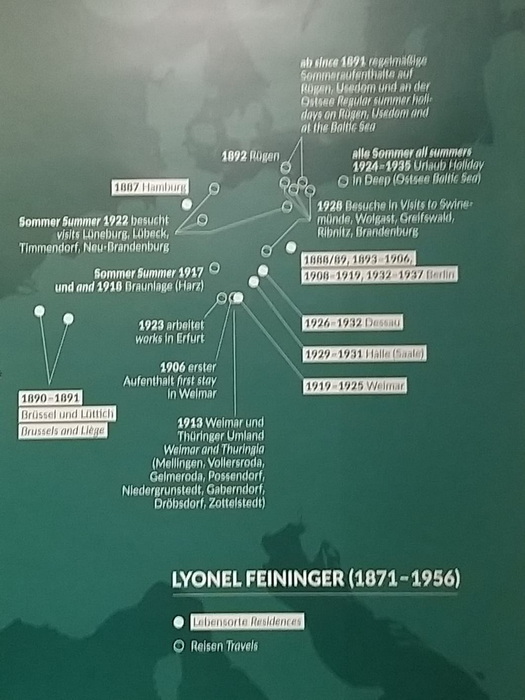 ab since 1891 regelmäßige
Sommeraufenthalte auf
Rügen, Usedom und an der
Ostsee Regular summer holi-
days on Rügen, Usedom and
at the Baltic Sea
1892 Rügen
alle Sommer all summers
1924–1935 Urlaub Holiday
in Deep (Ostsee Baltic Sea)
1887 Hamburg
1928 Besuche in Visits to Swine-
münde, Wolgast, Greifswald,
Ribnitz, Brandenburg
Sommer Summer 1922 besucht
visits Lüneburg, Lübeck,
Timmendorf, Neu-Brandenburg
1888/89, 1893–1906,
1908–1919, 1932–1937 Berlin
Sommer Summer 1917
und and 1918 Braunlage (Harz)
1923 arbeitet
works in Erfurt
1926–1932 Dessau
1929–1931 Halle (Saale)
1906 erster
Aufenthalt first stay
in Weimar
1919–1925 Weimar
1890–1891
Brüssel und Lüttich
Brussels and Liège
1913 Weimar und
Thüringer Umland
Weimar and Thuringia
(Mellingen, Vollersroda,
Gelmeroda, Possendorf,
Niedergrunstedt, Gaberndorf,
Dröbsdorf, Zottelstedt)
LYONEL FEININGER (1871–1956)
Lebensorte Residences
Reisen Travels